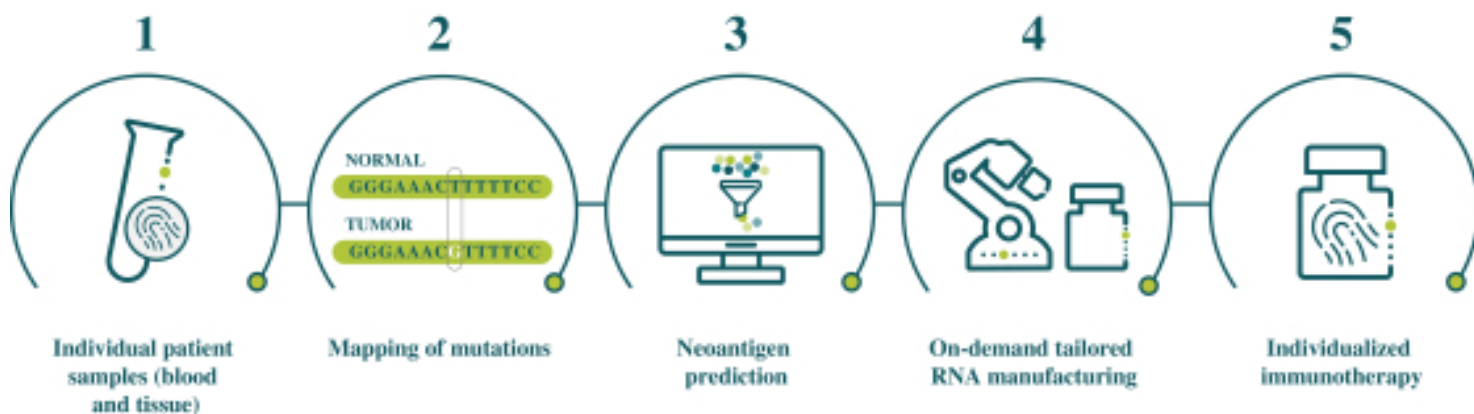 1
2
3
4
5
NORMAL
GGGAAACTTTTTCC
TUMOR
GGGAAACGTTTTCC
Individual patient
samples (blood
and tissue)
Mapping of mutations
Neoantigen
prediction
On-demand tailored
RNA manufacturing
Individualized
immunotherapy